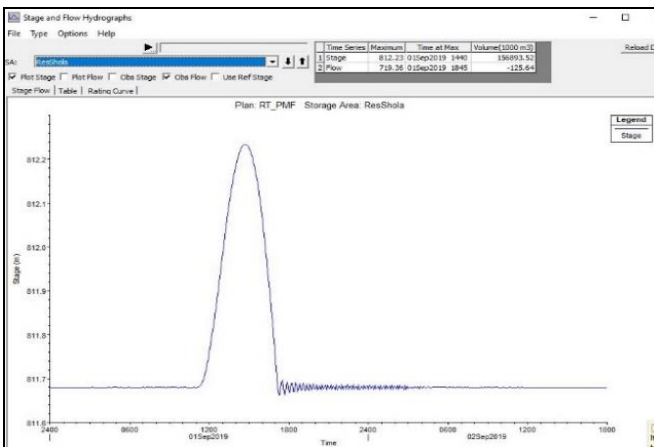 Stage and Flow Hydrographs
File Type Options Help
Time Series Maximum Time at Max Volume(1000 m3)
1 Stage 812.23 01Sep2019 1440 156893.52
2 Flow 719.36 01Sep2019 1845 -125.64
Reload D
SA: ResShola
Plot Stage Plot Flow Obs Stage Obs Flow Use Ref Stage
Stage Flow Table Rating Curve
Plan: RT_PMF Storage Area: ResShola
Legend
Stage
812.2
812.1
812.0
811.9
811.8
811.7
811.6
Stage (m)
2400 0600 1200 1800 2400 0600 1200 1800
01Sep2019 02Sep2019
Time